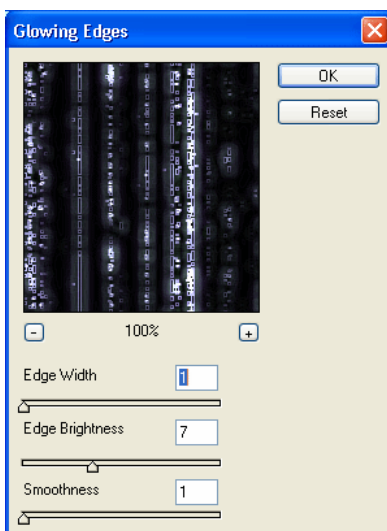 Glowing Edges
OK
Reset
- 100% +
Edge Width 1
Edge Brightness 7
Smoothness 1